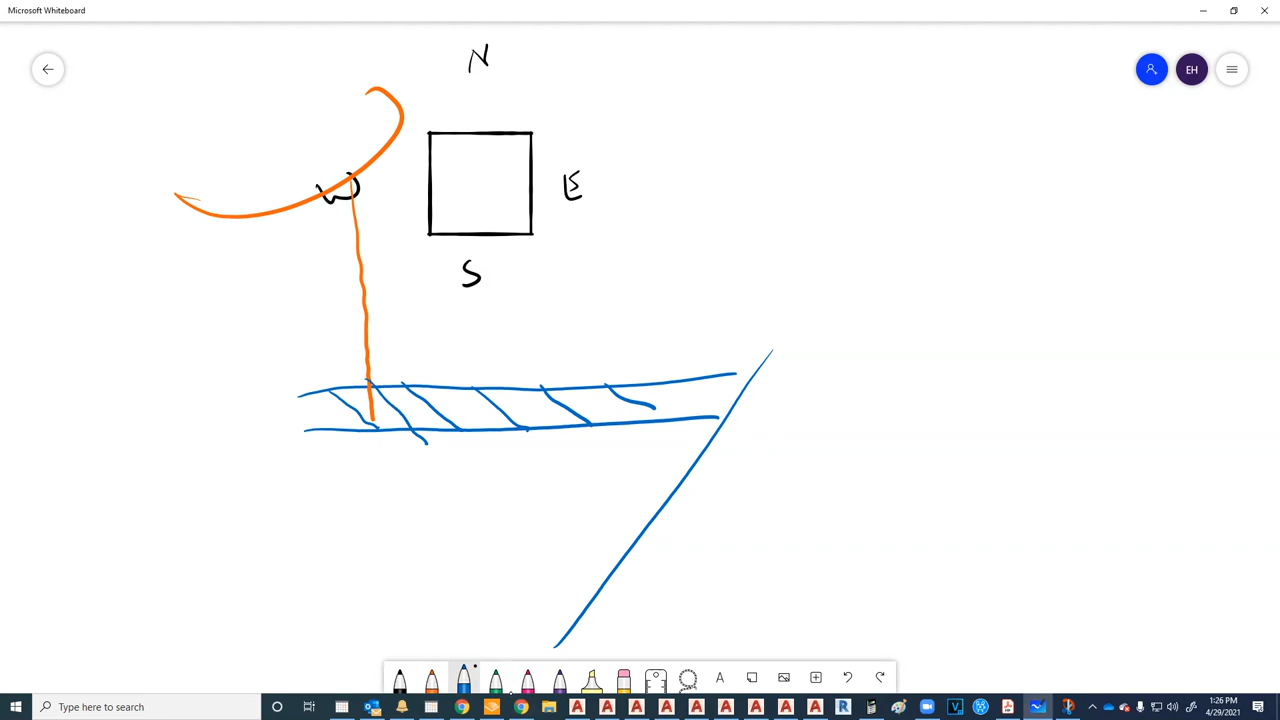 Microsoft Whiteboard
N
EH
W
E
S
A
Type here to search
1:26 PM
4/29/2021